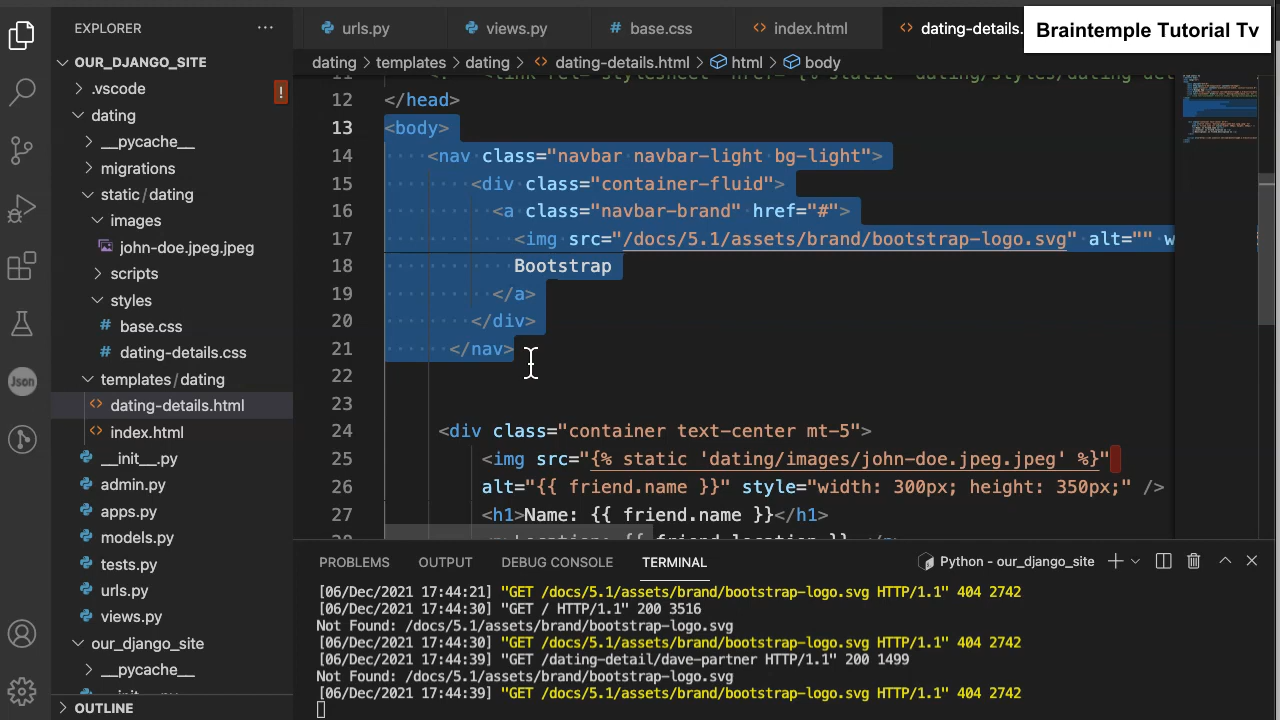 EXPLORER
urls.py
views.py
base.css
index.html
dating-details.
Braintemple Tutorial Tv
OUR_DJANGO_SITE
.vscode
!
dating
__pycache__
migrations
static/dating
images
john-doe.jpeg.jpeg
scripts
styles
base.css
dating-details.css
templates/dating
dating-details.html
index.html
__init__.py
admin.py
apps.py
models.py
tests.py
urls.py
views.py
our_django_site
__pycache__
OUTLINE
Json
dating > templates > dating > dating-details.html > html > body
12 </head>
13 <body>
14 <nav class="navbar navbar-light bg-light">
15 <div class="container-fluid">
16 <a class="navbar-brand" href="#">
17 <img src="/docs/5.1/assets/brand/bootstrap-logo.svg" alt="" w
18 Bootstrap
19 </a>
20 </div>
21 </nav>
22
23
24 <div class="container text-center mt-5">
25 <img src="{% static 'dating/images/john-doe.jpeg.jpeg' %}"
26 alt="{{ friend.name }}" style="width: 300px; height: 350px;" />
27 <h1>Name: {{ friend.name }}</h1>
PROBLEMS
OUTPUT
DEBUG CONSOLE
TERMINAL
Python - our_django_site
[06/Dec/2021 17:44:21] "GET /docs/5.1/assets/brand/bootstrap-logo.svg HTTP/1.1" 404 2742
[06/Dec/2021 17:44:30] "GET / HTTP/1.1" 200 3516
Not Found: /docs/5.1/assets/brand/bootstrap-logo.svg
[06/Dec/2021 17:44:30] "GET /docs/5.1/assets/brand/bootstrap-logo.svg HTTP/1.1" 404 2742
[06/Dec/2021 17:44:39] "GET /dating-detail/dave-partner HTTP/1.1" 200 1499
Not Found: /docs/5.1/assets/brand/bootstrap-logo.svg
[06/Dec/2021 17:44:39] "GET /docs/5.1/assets/brand/bootstrap-logo.svg HTTP/1.1" 404 2742